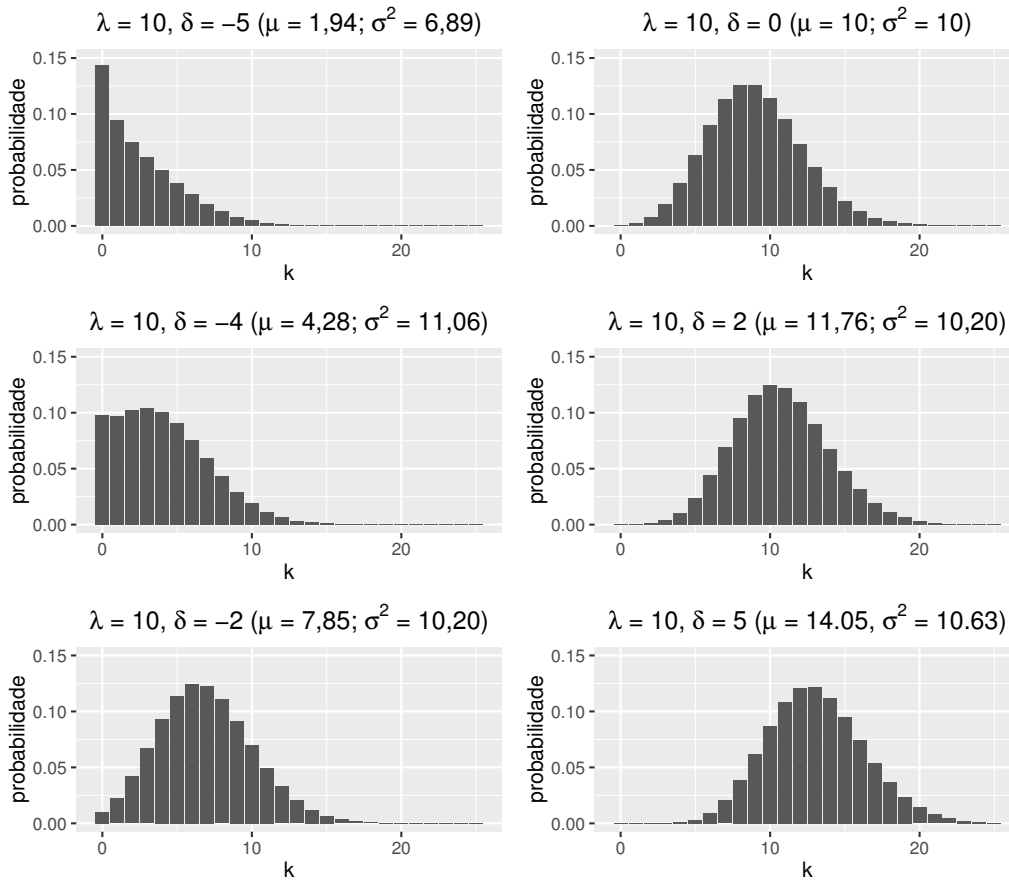 λ = 10, δ = −5 (μ = 1,94; σ² = 6,89)
probabilidade
0.15
0.10
0.05
0.00
0
10
20
k
λ = 10, δ = 0 (μ = 10; σ² = 10)
probabilidade
0.15
0.10
0.05
0.00
0
10
20
k
λ = 10, δ = −4 (μ = 4,28; σ² = 11,06)
probabilidade
0.15
0.10
0.05
0.00
0
10
20
k
λ = 10, δ = 2 (μ = 11,76; σ² = 10,20)
probabilidade
0.15
0.10
0.05
0.00
0
10
20
k
λ = 10, δ = −2 (μ = 7,85; σ² = 10,20)
probabilidade
0.15
0.10
0.05
0.00
0
10
20
k
λ = 10, δ = 5 (μ = 14.05, σ² = 10.63)
probabilidade
0.15
0.10
0.05
0.00
0
10
20
k